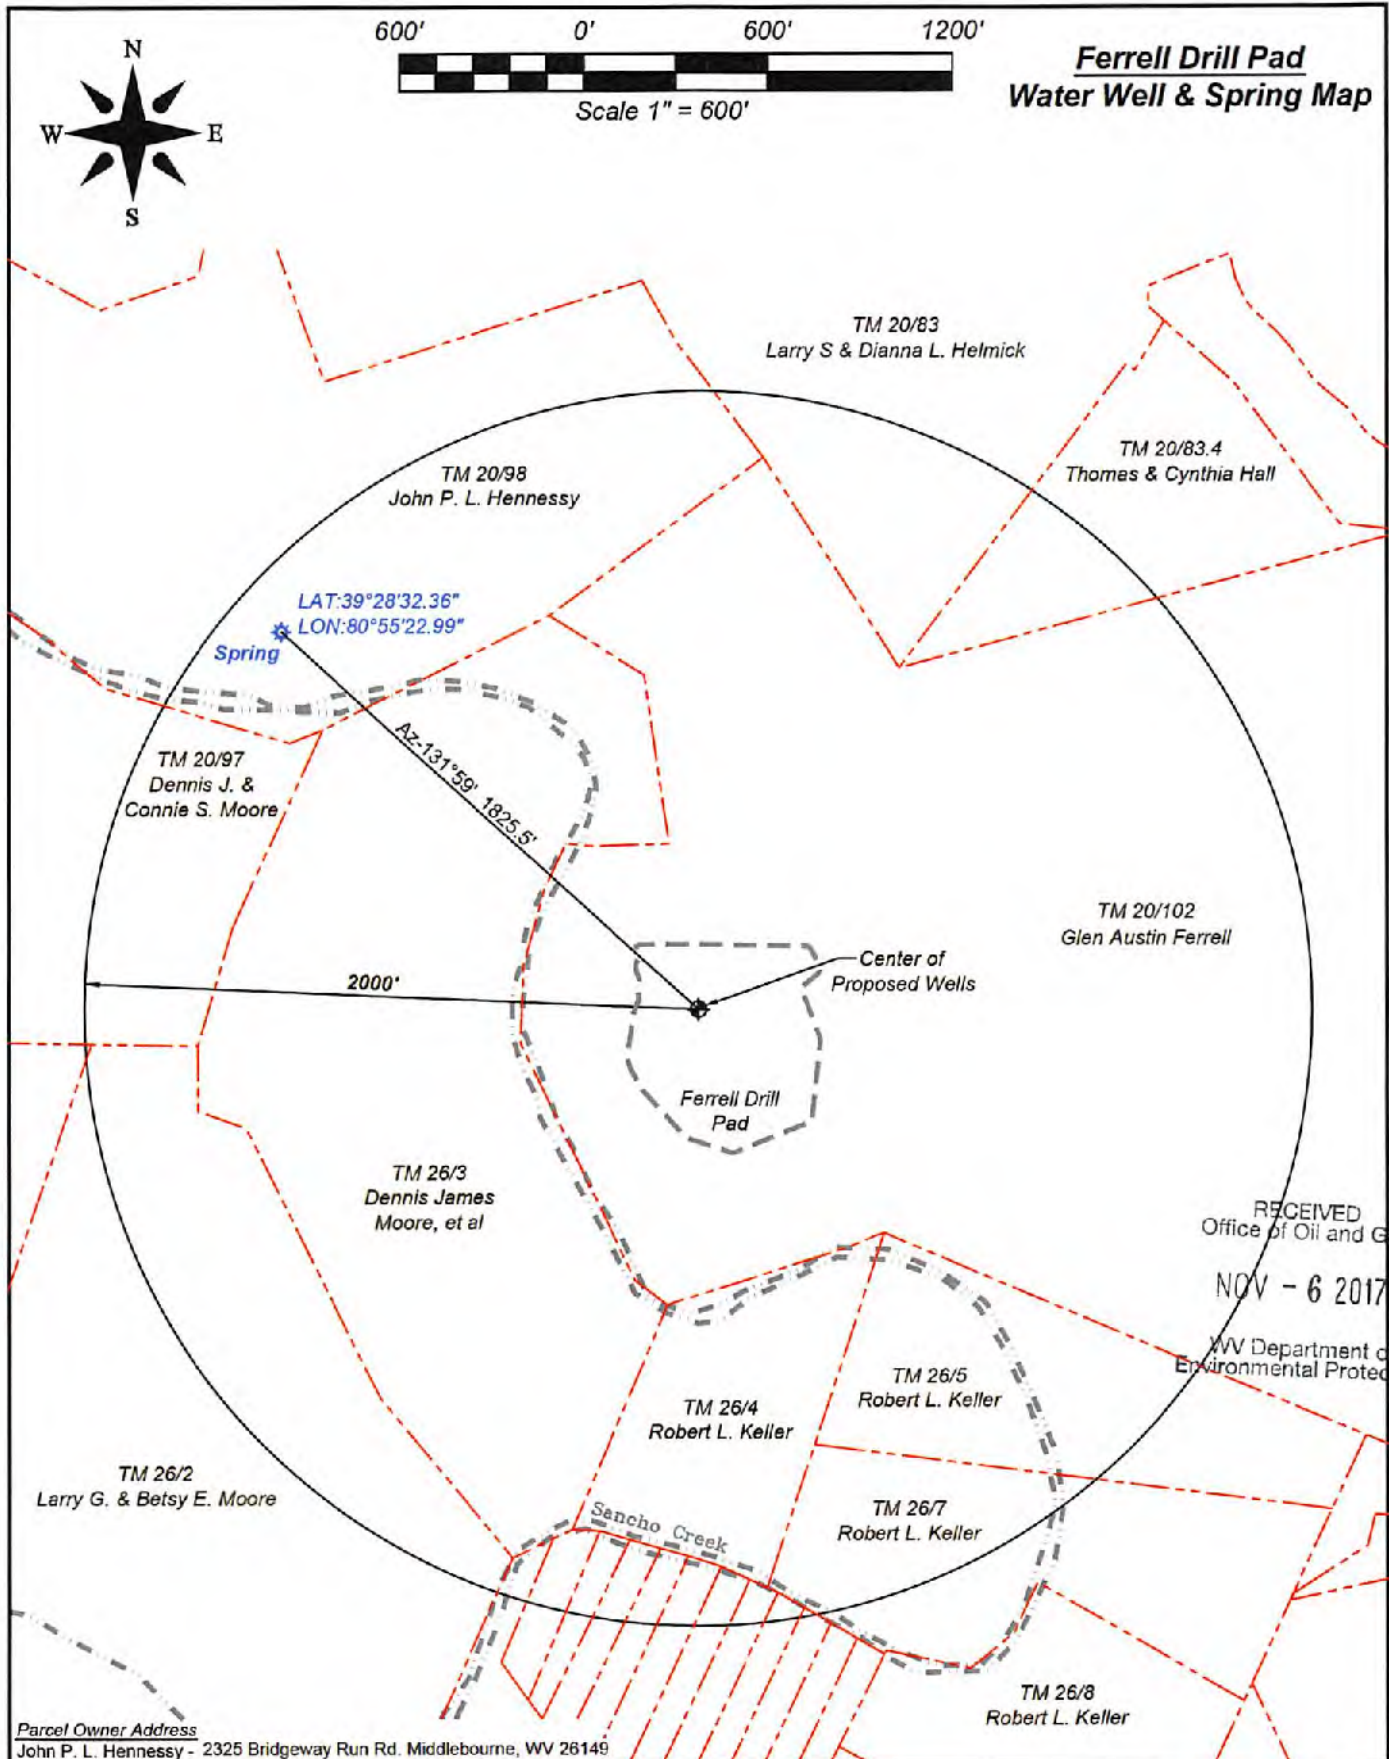 600'
0'
600'
1200'
Scale 1" = 600'
Ferrell Drill Pad
Water Well & Spring Map
N
W
E
S
TM 20/83
Larry S & Dianna L. Helmick
TM 20/83.4
Thomas & Cynthia Hall
TM 20/98
John P. L. Hennessy
LAT:39°28'32.36"
LON:80°55'22.99"
Spring
TM 20/97
Dennis J. &
Connie S. Moore
Az-131°59' 1825.5'
TM 20/102
Glen Austin Ferrell
Center of
Proposed Wells
2000'
Ferrell Drill
Pad
TM 26/3
Dennis James
Moore, et al
RECEIVED
Office of Oil and G
NOV - 6 2017
WV Department o
Environmental Protec
TM 26/5
Robert L. Keller
TM 26/4
Robert L. Keller
TM 26/2
Larry G. & Betsy E. Moore
TM 26/7
Robert L. Keller
Sancho Creek
TM 26/8
Robert L. Keller
Parcel Owner Address
John P. L. Hennessy - 2325 Bridgeway Run Rd. Middlebourne, WV 26149